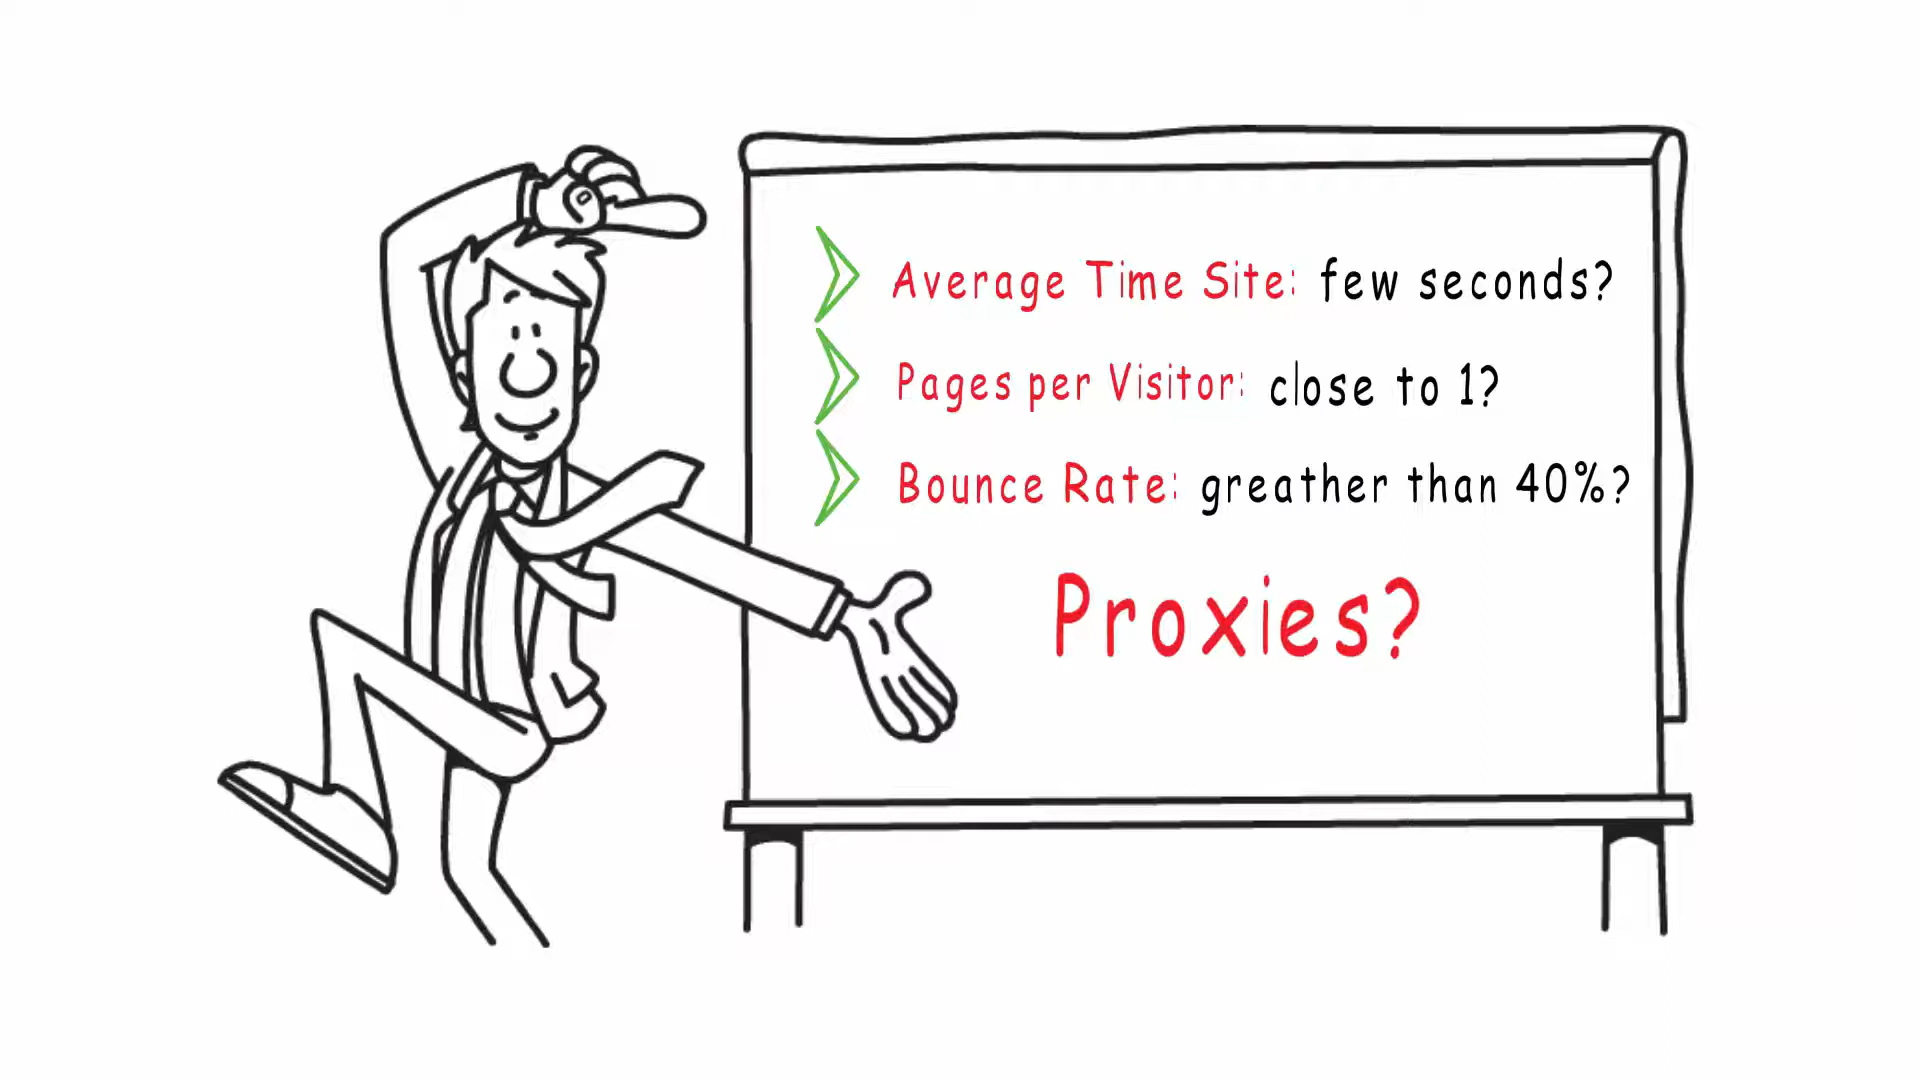 Average Time Site: few seconds?
Pages per Visitor: close to 1?
Bounce Rate: greather than 40%?
Proxies?